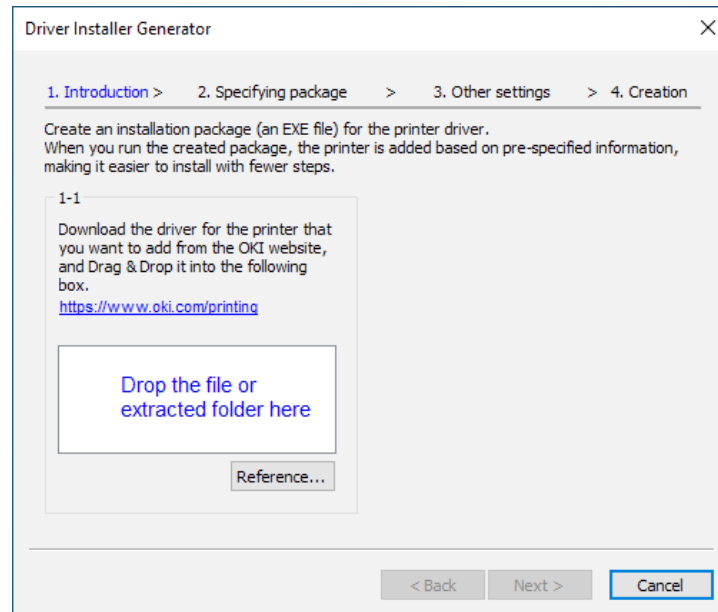 Driver Installer Generator
1. Introduction > 2. Specifying package > 3. Other settings > 4. Creation
Create an installation package (an EXE file) for the printer driver.
When you run the created package, the printer is added based on pre-specified information,
making it easier to install with fewer steps.
1-1
Download the driver for the printer that
you want to add from the OKI website,
and Drag & Drop it into the following
box.
https://www.oki.com/printing
Drop the file or
extracted folder here
Reference...
< Back Next > Cancel